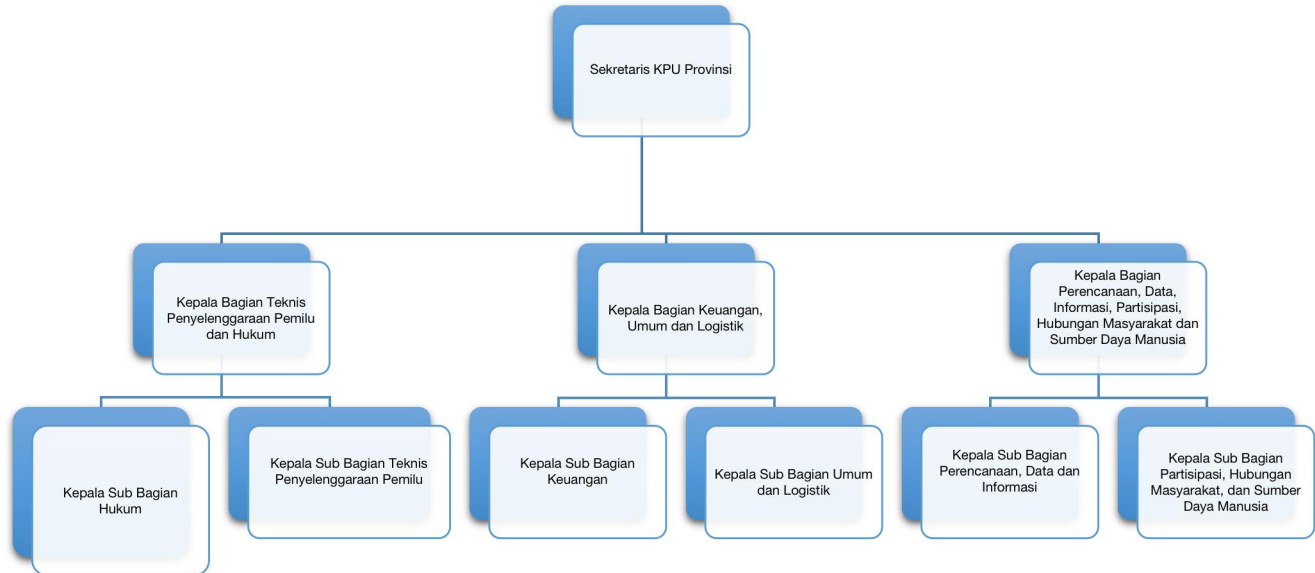 Sekretaris KPU Provinsi
Kepala Bagian Teknis
Penyelenggaraan Pemilu
dan Hukum
Kepala Bagian Keuangan,
Umum dan Logistik
Kepala Bagian
Perencanaan, Data,
Informasi, Partisipasi,
Hubungan Masyarakat dan
Sumber Daya Manusia
Kepala Sub Bagian
Hukum
Kepala Sub Bagian Teknis
Penyelenggaraan Pemilu
Kepala Sub Bagian
Keuangan
Kepala Sub Bagian Umum
dan Logistik
Kepala Sub Bagian
Perencanaan, Data dan
Informasi
Kepala Sub Bagian
Partisipasi, Hubungan
Masyarakat, dan Sumber
Daya Manusia